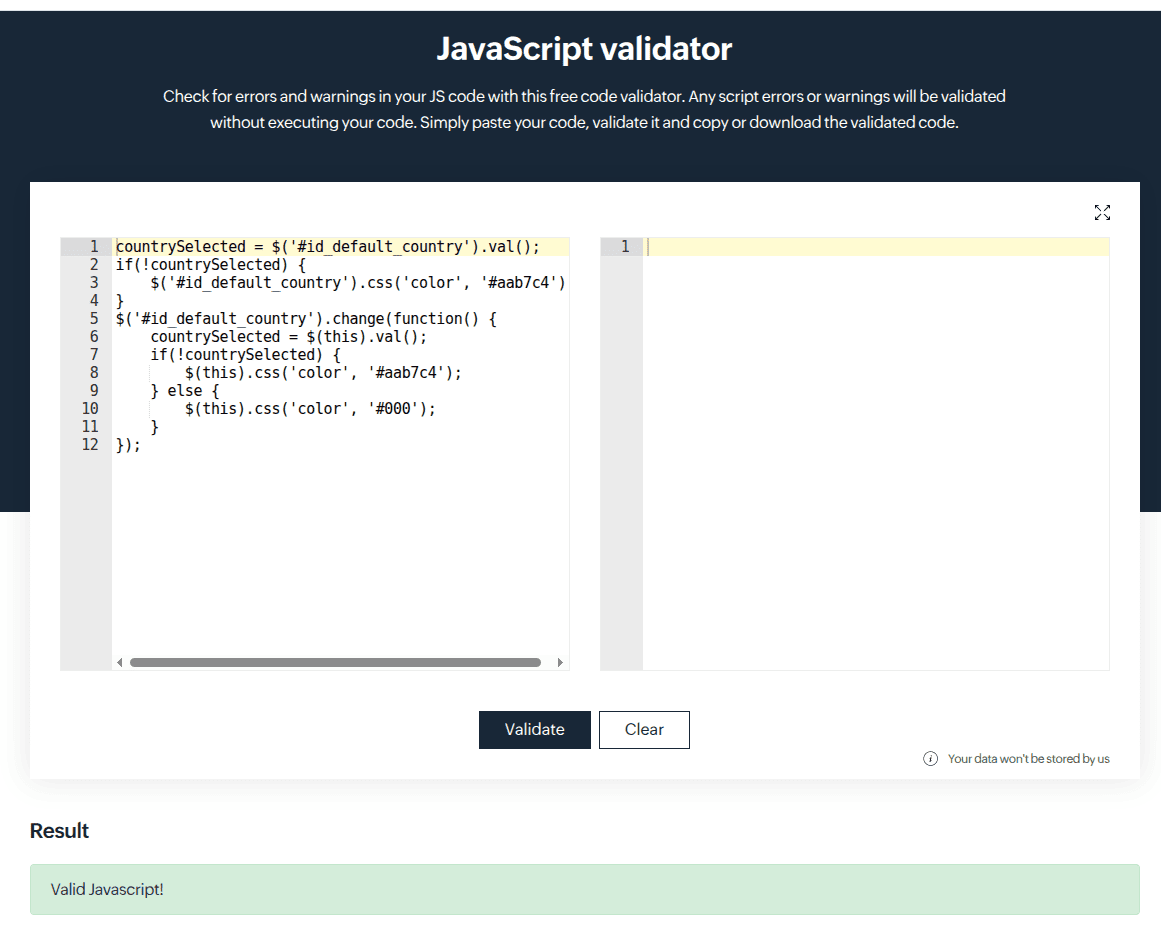 JavaScript validator
Check for errors and warnings in your JS code with this free code validator. Any script errors or warnings will be validated
without executing your code. Simply paste your code, validate it and copy or download the validated code.
1 countrySelected = $('#id_default_country').val();
2 if(!countrySelected) {
3     $('#id_default_country').css('color', '#aab7c4')
4 }
5 $('#id_default_country').change(function() {
6     countrySelected = $(this).val();
7     if(!countrySelected) {
8         $(this).css('color', '#aab7c4');
9     } else {
10         $(this).css('color', '#000');
11     }
12 });
1
Validate
Clear
Your data won't be stored by us
Result
Valid Javascript!